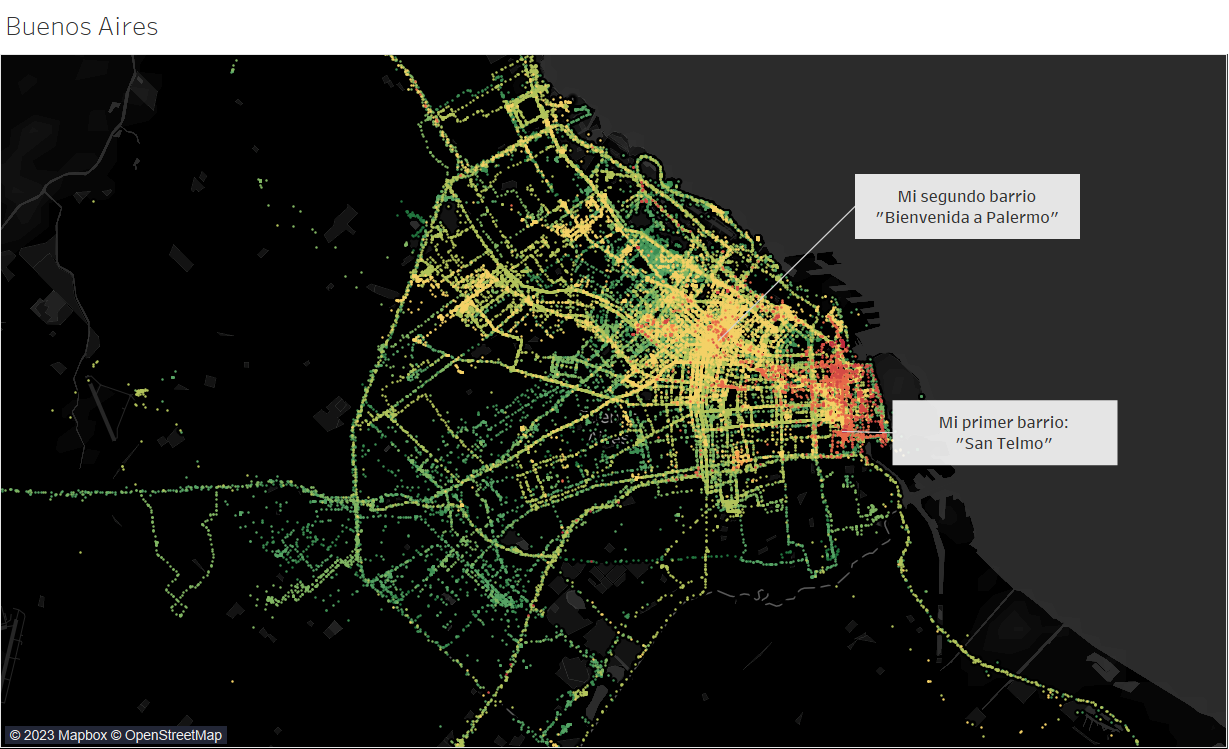 Buenos Aires
Mi segundo barrio
"Bienvenida a Palermo"
Mi primer barrio:
"San Telmo"
© 2023 Mapbox © OpenStreetMap